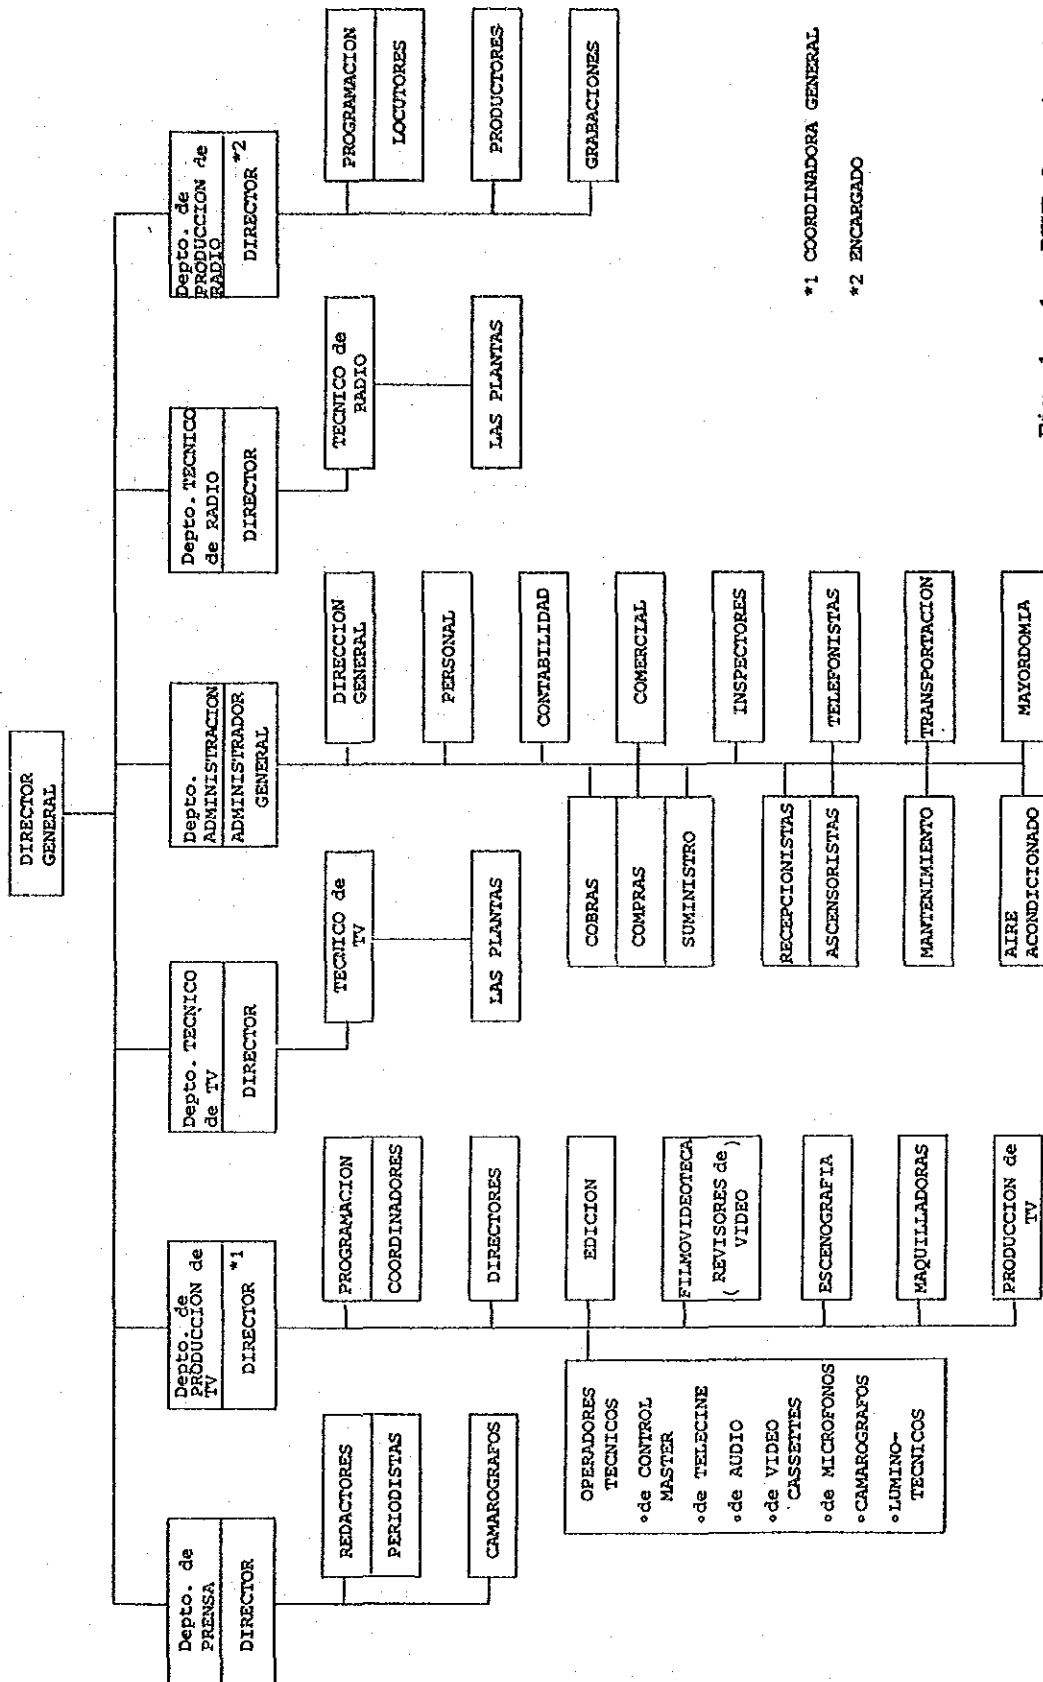 DIRECTOR
GENERAL
Depto. de
PRENSA
DIRECTOR
REDACTORES
PERIODISTAS
CAMAROGRAFOS
Depto. de
PRODUCCION de
TV
DIRECTOR *1
PROGRAMACION
COORDINADORES
DIRECTORES
EDICION
FILMOVIDEOTECA
( REVISORES de )
VIDEO
ESCENOGRAFIA
MAQUILLADORAS
PRODUCCION de
TV
OPERADORES
TECNICOS
•de CONTROL
MASTER
•de TELECINE
•de AUDIO
•de VIDEO
CASSETTES
•de MICROFONOS
•CAMAROGRAFOS
•LUMINO-
TECNICOS
Depto. TECNICO
de TV
DIRECTOR
TECNICO de
TV
LAS PLANTAS
Depto.
ADMINISTRACION
ADMINISTRADOR
GENERAL
DIRECCION
GENERAL
PERSONAL
CONTABILIDAD
COMERCIAL
INSPECTORES
TELEFONISTAS
TRANSPORTACION
MAYORDOMIA
COBRAS
COMPRAS
SUMINISTRO
RECEPCIONISTAS
ASCENSORISTAS
MANTENIMIENTO
AIRE
ACONDICIONADO
Depto. TECNICO
de RADIO
DIRECTOR
TECNICO de
RADIO
LAS PLANTAS
Depto. de
PRODUCCION de
RADIO
DIRECTOR *2
PROGRAMACION
LOCUTORES
PRODUCTORES
GRABACIONES
*1 COORDINADORA GENERAL
*2 ENCARGADO